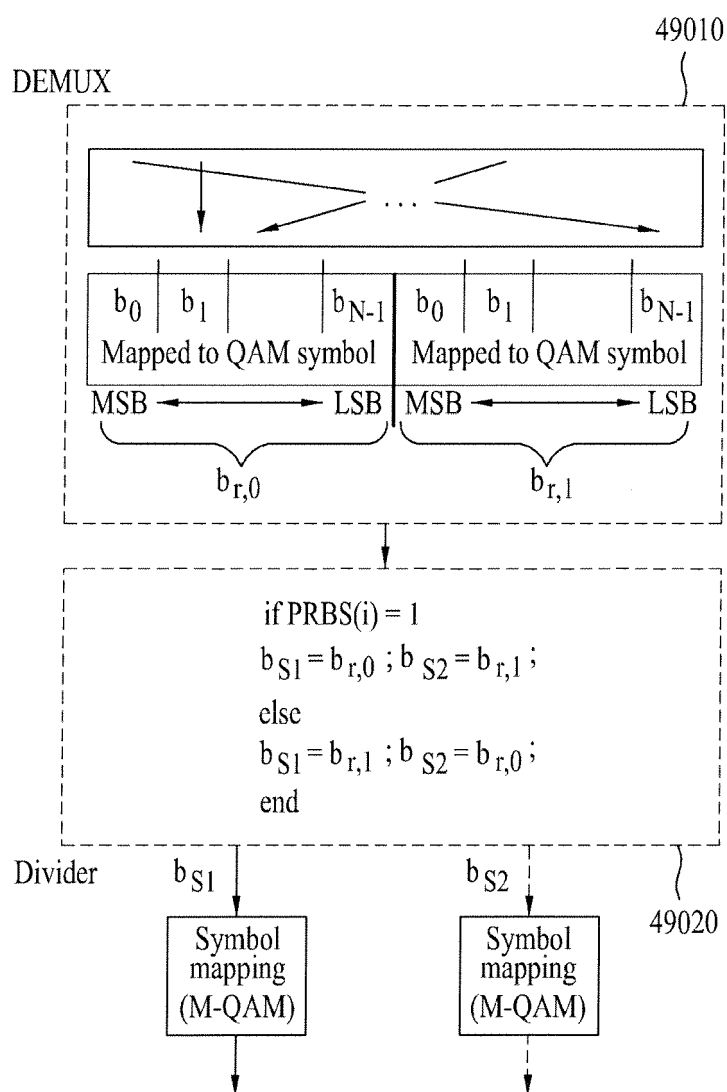 49010
DEMUX
...
b0 b1 bN-1 b0 b1 bN-1
Mapped to QAM symbol Mapped to QAM symbol
MSB LSB MSB LSB
br,0 br,1
if PRBS(i) = 1
bS1 = br,0 ; bS2 = br,1 ;
else
bS1 = br,1 ; bS2 = br,0 ;
end
Divider bS1 bS2
49020
Symbol mapping (M-QAM)
Symbol mapping (M-QAM)